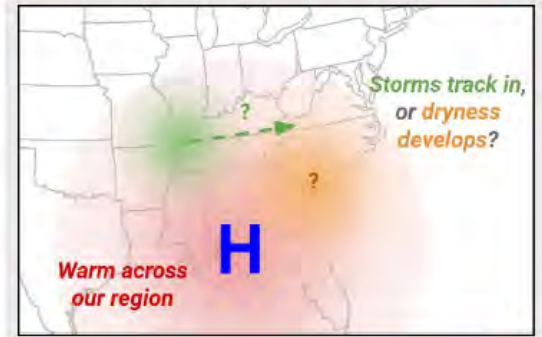 ?
Storms track in,
or dryness
develops?
?
H
Warm across
our region